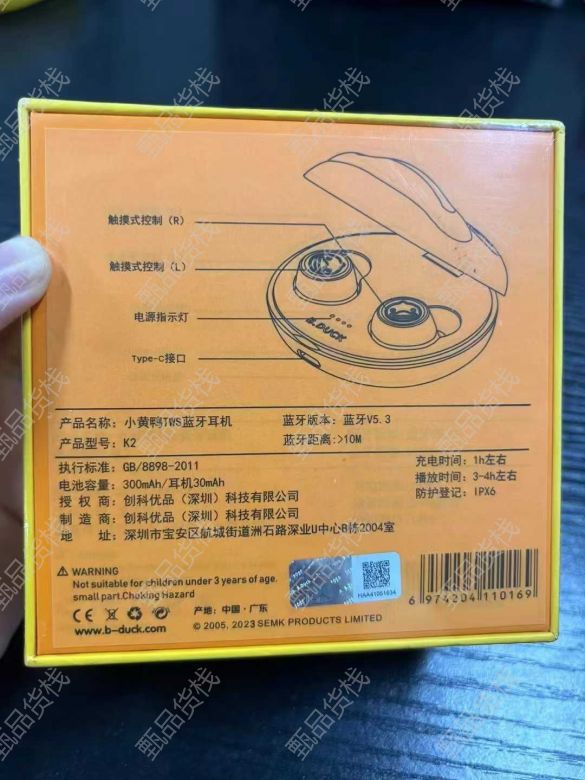 触摸式控制（R）
触摸式控制（L）
电源指示灯
Type-C接口
B.DUCK
产品名称：小黄鸭TWS蓝牙耳机
蓝牙版本：蓝牙V5.3
产品型号：K2
蓝牙距离：>10M
执行标准：GB/8898-2011
充电时间：1h左右
电池容量：300mAh/耳机30mAh
播放时间：3-4h左右
授权商：创科优品（深圳）科技有限公司
防护登记：IPX6
制造商：创科优品（深圳）科技有限公司
地址：深圳市宝安区航城街道洲石路深业U中心B栋2004室
WARNING
Not suitable for children under 3 years of age.
small part.Choking Hazard
HAA41051634
6 974204 110169
CE
www.b-duck.com
产地：中国·广东
© 2005, 2023 SEMK PRODUCTS LIMITED
甄品货栈